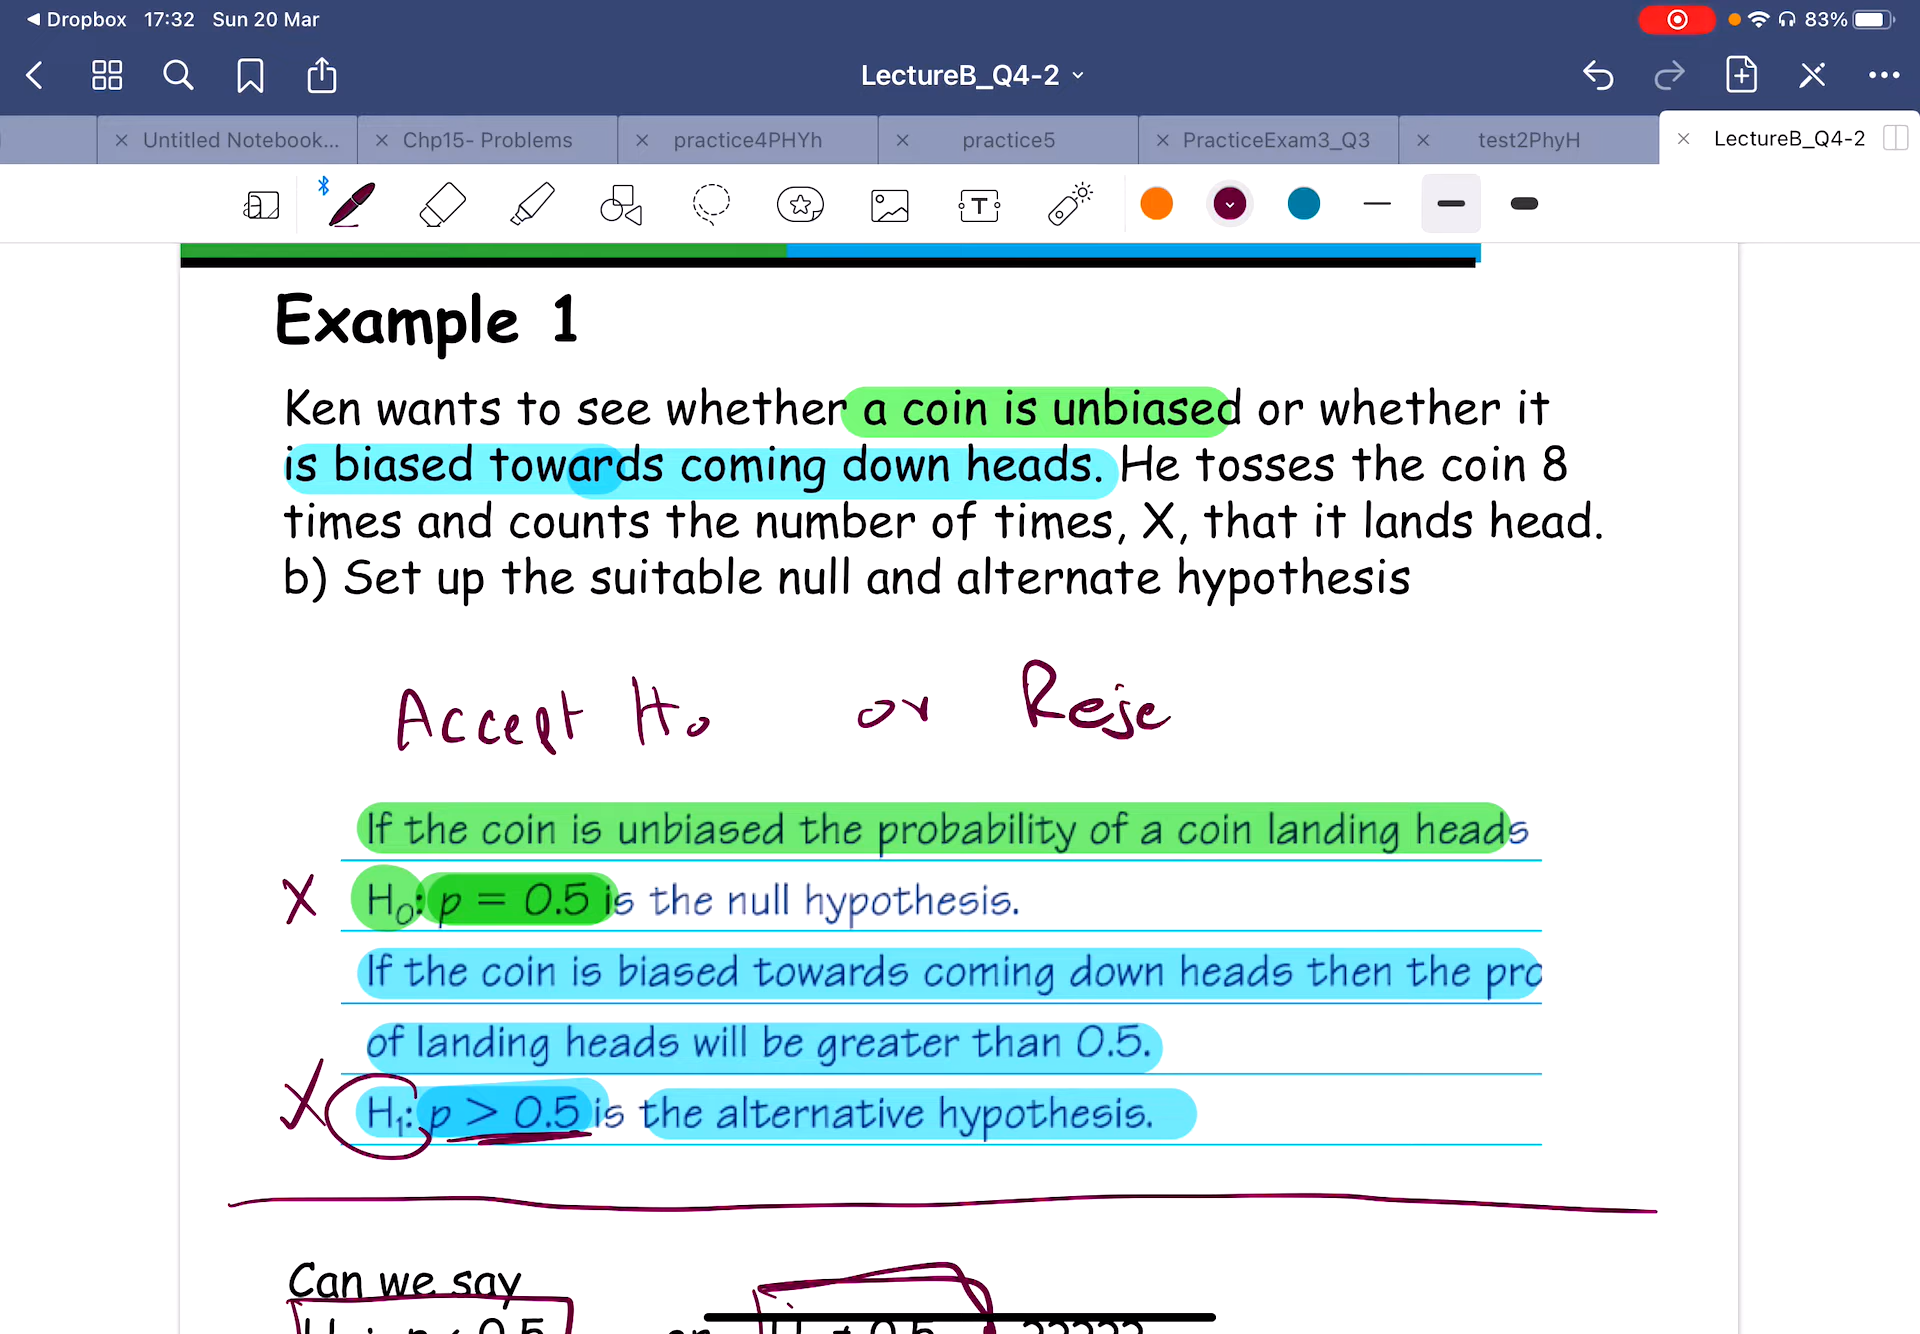 Dropbox 17:32 Sun 20 Mar 83%
LectureB_Q4-2
Untitled Notebook... Chp15- Problems practice4PHYh practice5 PracticeExam3_Q3 test2PhyH LectureB_Q4-2
Example 1
Ken wants to see whether a coin is unbiased or whether it
is biased towards coming down heads. He tosses the coin 8
times and counts the number of times, X, that it lands head.
b) Set up the suitable null and alternate hypothesis
Accept H₀ or Reje
If the coin is unbiased the probability of a coin landing heads
X H₀: p = 0.5 is the null hypothesis.
If the coin is biased towards coming down heads then the pro
of landing heads will be greater than 0.5.
X H₁: p > 0.5 is the alternative hypothesis.
Can we say
or ?????